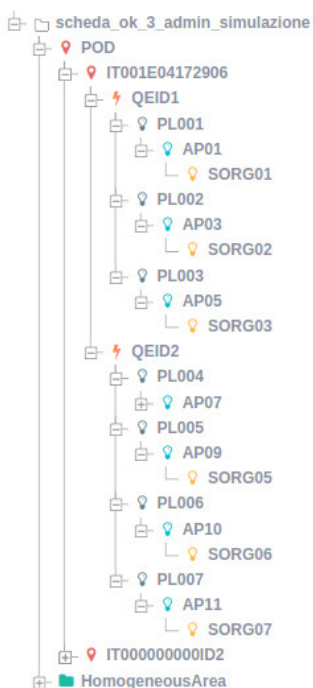 scheda_ok_3_admin_simulazione
POD
IT001E04172906
QEID1
PL001
AP01
SORG01
PL002
AP03
SORG02
PL003
AP05
SORG03
QEID2
PL004
AP07
PL005
AP09
SORG05
PL006
AP10
SORG06
PL007
AP11
SORG07
IT000000000ID2
HomogeneousArea